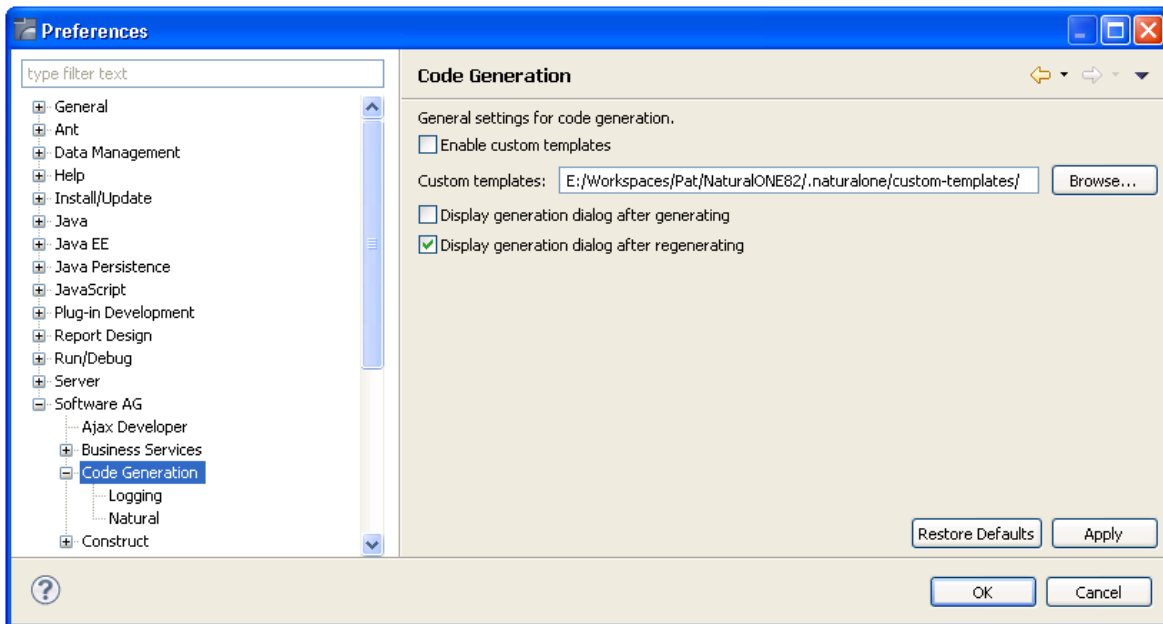 Preferences
type filter text
General
Ant
Data Management
Help
Install/Update
Java
Java EE
Java Persistence
JavaScript
Plug-in Development
Report Design
Run/Debug
Server
Software AG
Ajax Developer
Business Services
Code Generation
Logging
Natural
Construct
Code Generation
General settings for code generation.
Enable custom templates
Custom templates: E:/Workspaces/Pat/NaturalONE82/.naturalone/custom-templates/ Browse...
Display generation dialog after generating
Display generation dialog after regenerating
Restore Defaults Apply
? OK Cancel